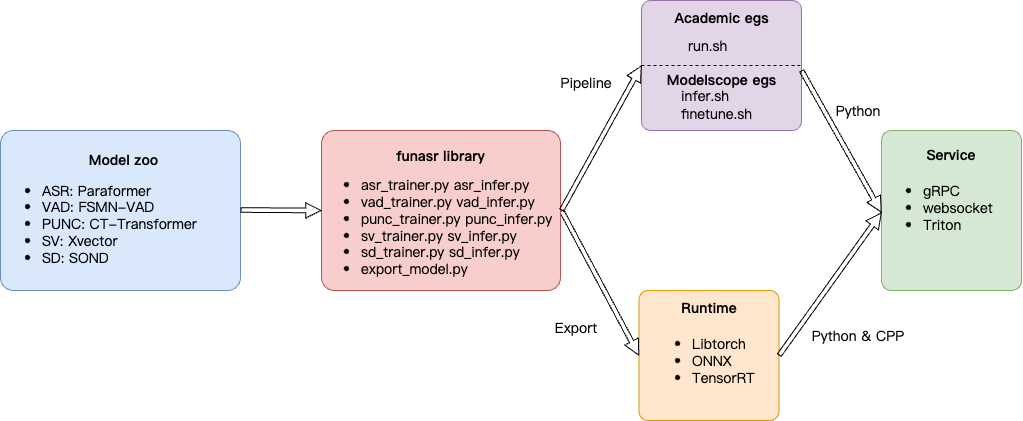 Model zoo
ASR: Paraformer
VAD: FSMN-VAD
PUNC: CT-Transformer
SV: Xvector
SD: SOND
funasr library
asr_trainer.py asr_infer.py
vad_trainer.py vad_infer.py
punc_trainer.py punc_infer.py
sv_trainer.py sv_infer.py
sd_trainer.py sd_infer.py
export_model.py
Pipeline
Export
Academic egs
run.sh
Modelscope egs
infer.sh
finetune.sh
Runtime
Libtorch
ONNX
TensorRT
Python
Python & CPP
Service
gRPC
websocket
Triton